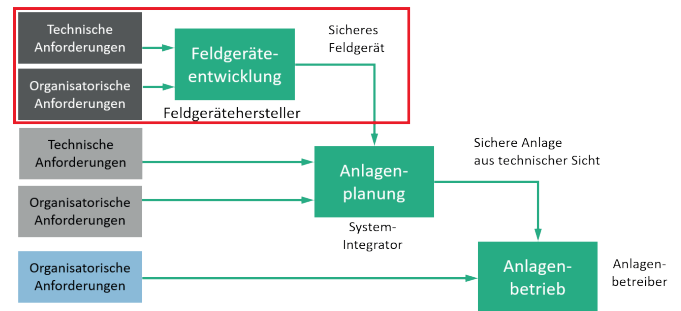 Technische
Anforderungen
Organisatorische
Anforderungen
Feldgeräte-
entwicklung
Feldgerätehersteller
Sicheres
Feldgerät
Technische
Anforderungen
Organisatorische
Anforderungen
Anlagen-
planung
System-
Integrator
Sichere Anlage
aus technischer Sicht
Organisatorische
Anforderungen
Anlagen-
betrieb
Anlagen-
betreiber